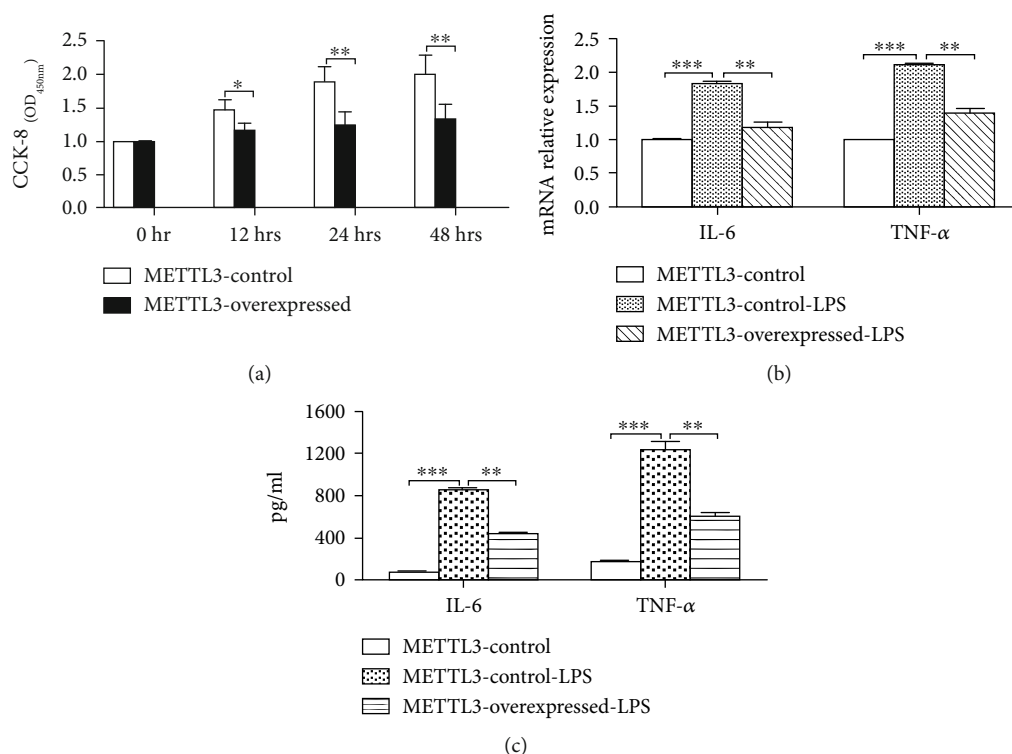 2.5
2.0
1.5
1.0
0.5
0.0
CCK-8 (OD450nm)
*
**
**
0 hr 12 hrs 24 hrs 48 hrs
METTL3-control
METTL3-overexpressed
(a)
2.5
2.0
1.5
1.0
0.5
0.0
mRNA relative expression
*** **
*** **
IL-6 TNF-α
METTL3-control
METTL3-control-LPS
METTL3-overexpressed-LPS
(b)
1600
1200
800
400
0
pg/ml
*** **
*** **
IL-6 TNF-α
METTL3-control
METTL3-control-LPS
METTL3-overexpressed-LPS
(c)